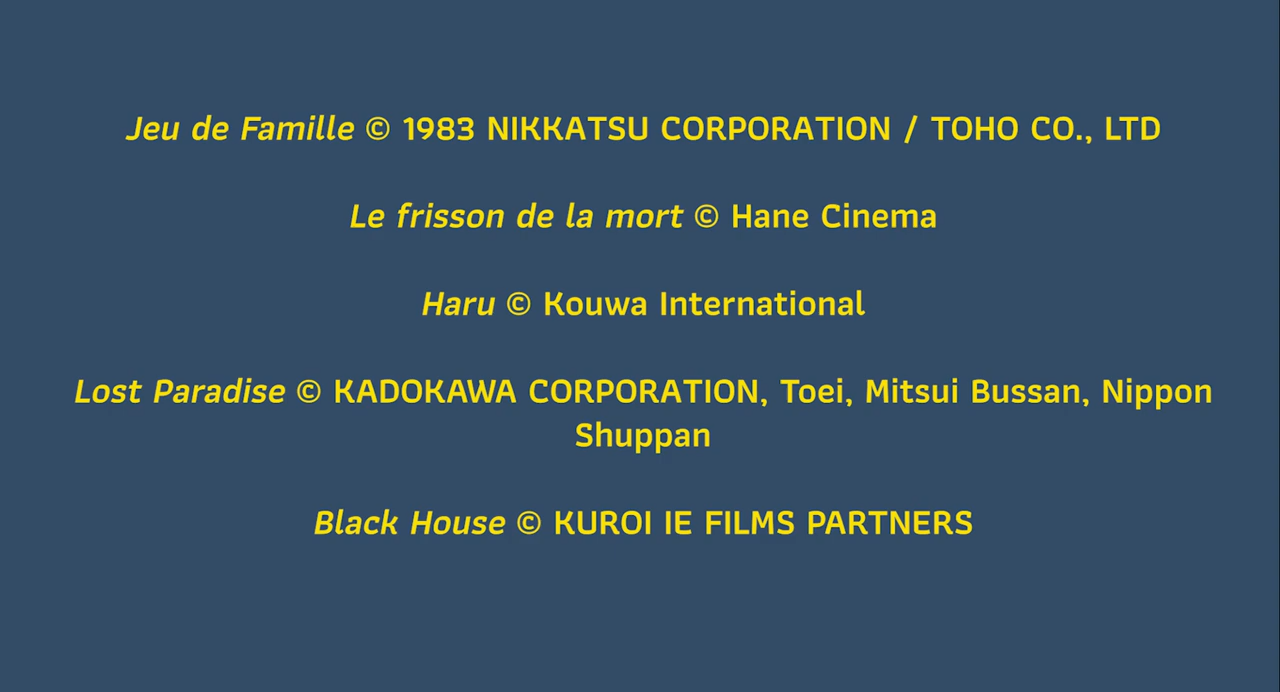 Jeu de Famille © 1983 NIKKATSU CORPORATION / TOHO CO., LTD
Le frisson de la mort © Hane Cinema
Haru © Kouwa International
Lost Paradise © KADOKAWA CORPORATION, Toei, Mitsui Bussan, Nippon
Shuppan
Black House © KUROI IE FILMS PARTNERS